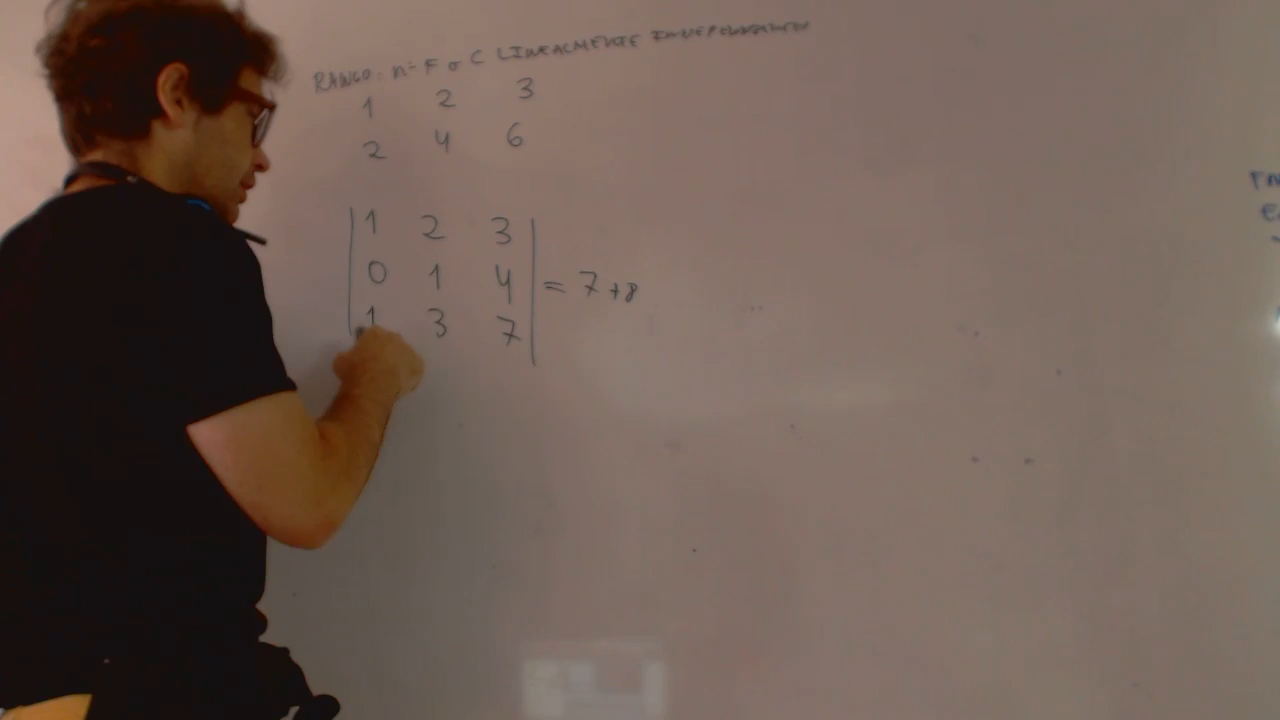 RANGO: nº F o C LINEALMENTE INDEPENDIENTES
1 2 3
2 4 6
1 2 3
0 1 4 = 7+8
1 3 7